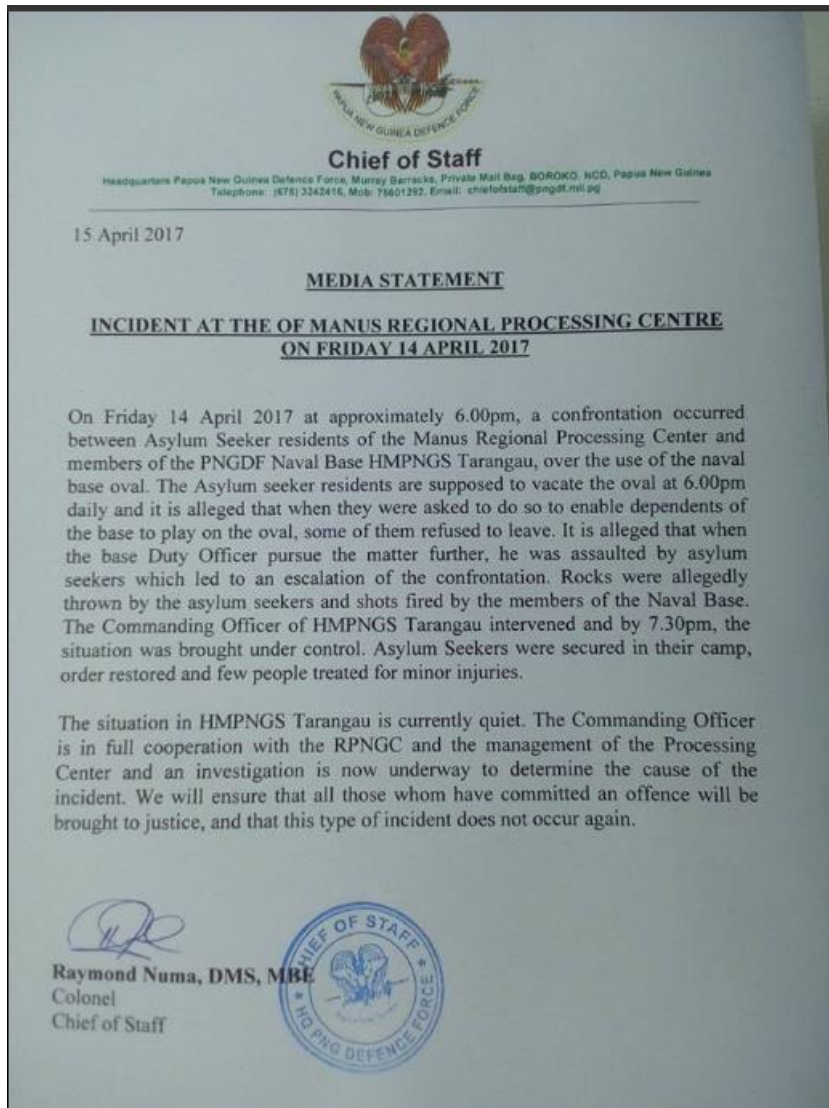 PAPUA NEW GUINEA DEFENCE FORCE
Chief of Staff
Headquarters Papua New Guinea Defence Force, Murray Barracks, Private Mail Bag, BOROKO, NCD, Papua New Guinea
Telephone: (675) 3242416, Mob: 75601292. Email: chiefofstaff@pngdf.mil.pg
15 April 2017
MEDIA STATEMENT
INCIDENT AT THE OF MANUS REGIONAL PROCESSING CENTRE
ON FRIDAY 14 APRIL 2017
On Friday 14 April 2017 at approximately 6.00pm, a confrontation occurred
between Asylum Seeker residents of the Manus Regional Processing Center and
members of the PNGDF Naval Base HMPNGS Tarangau, over the use of the naval
base oval. The Asylum seeker residents are supposed to vacate the oval at 6.00pm
daily and it is alleged that when they were asked to do so to enable dependents of
the base to play on the oval, some of them refused to leave. It is alleged that when
the base Duty Officer pursue the matter further, he was assaulted by asylum
seekers which led to an escalation of the confrontation. Rocks were allegedly
thrown by the asylum seekers and shots fired by the members of the Naval Base.
The Commanding Officer of HMPNGS Tarangau intervened and by 7.30pm, the
situation was brought under control. Asylum Seekers were secured in their camp,
order restored and few people treated for minor injuries.
The situation in HMPNGS Tarangau is currently quiet. The Commanding Officer
is in full cooperation with the RPNGC and the management of the Processing
Center and an investigation is now underway to determine the cause of the
incident. We will ensure that all those whom have committed an offence will be
brought to justice, and that this type of incident does not occur again.
Raymond Numa, DMS, MBE
Colonel
Chief of Staff
CHIEF OF STAFF
HQ PNG DEFENCE FORCE